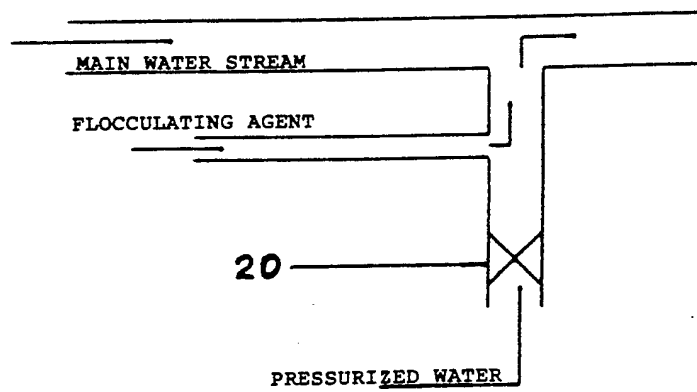 MAIN WATER STREAM
FLOCCULATING AGENT
20
PRESSURIZED WATER